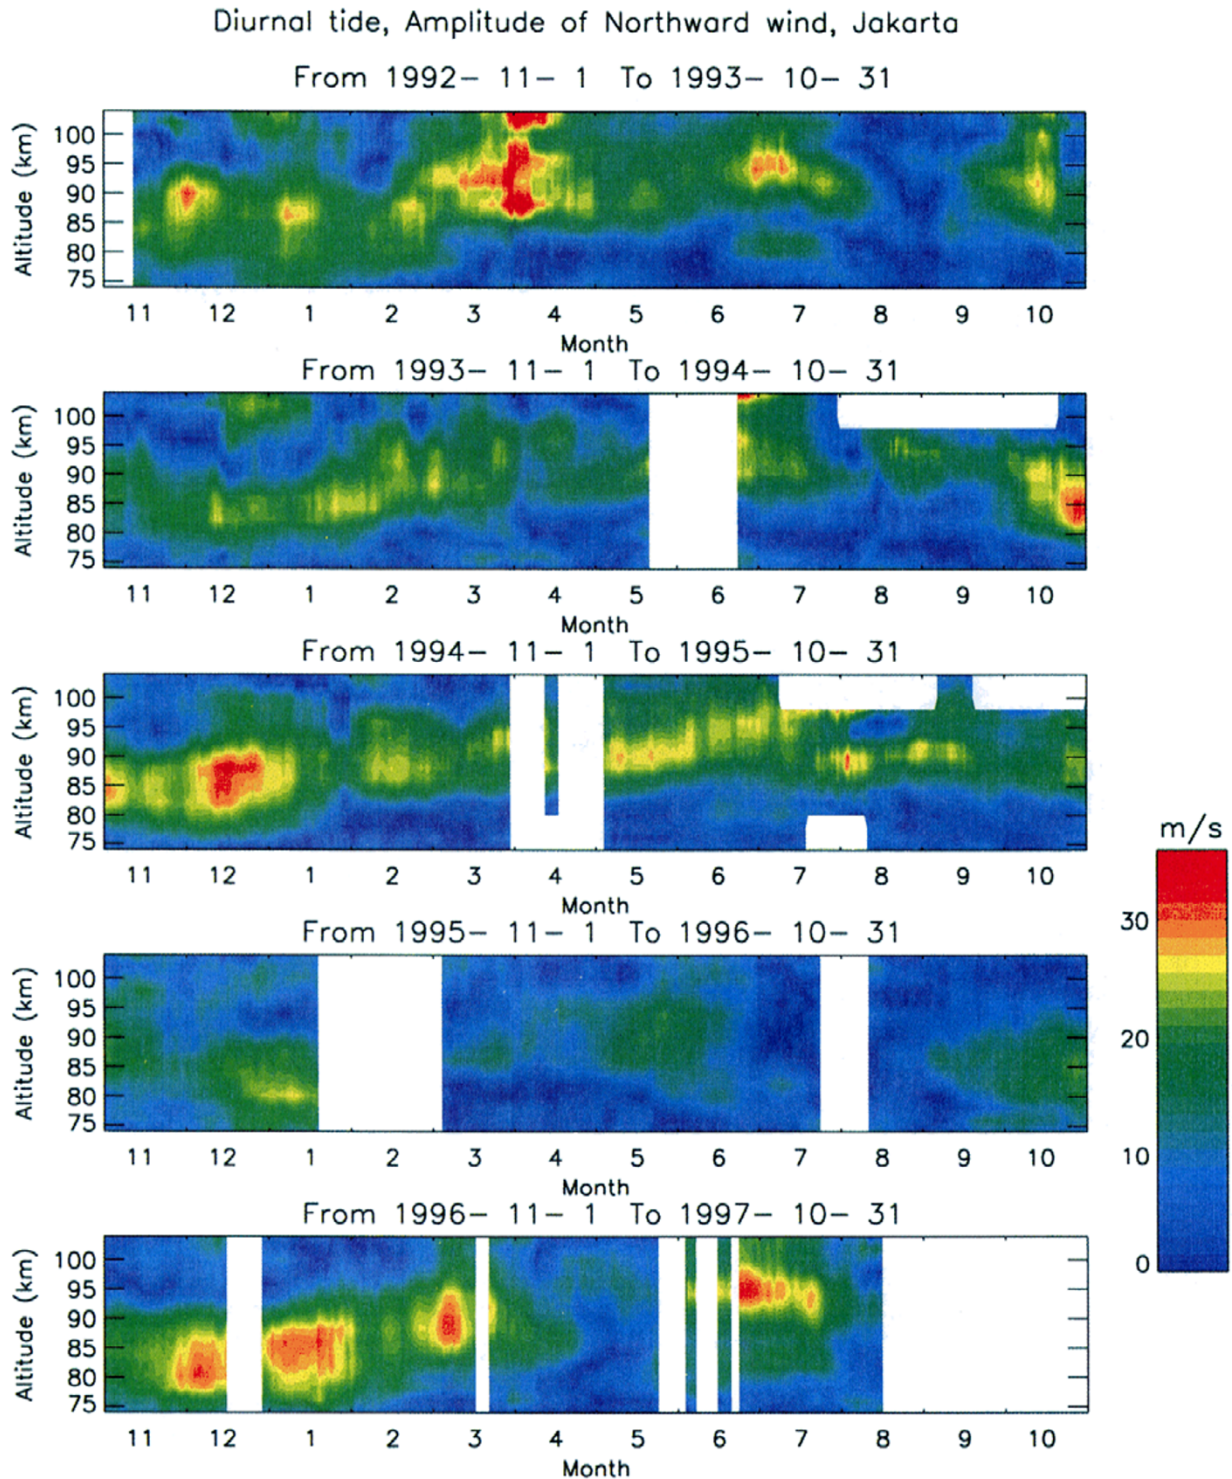 Diurnal tide, Amplitude of Northward wind, Jakarta
From 1992- 11- 1 To 1993- 10- 31
Altitude (km)
100
95
90
85
80
75
11 12 1 2 3 4 5 6 7 8 9 10
Month
From 1993- 11- 1 To 1994- 10- 31
Altitude (km)
100
95
90
85
80
75
11 12 1 2 3 4 5 6 7 8 9 10
Month
From 1994- 11- 1 To 1995- 10- 31
Altitude (km)
100
95
90
85
80
75
11 12 1 2 3 4 5 6 7 8 9 10
Month
From 1995- 11- 1 To 1996- 10- 31
Altitude (km)
100
95
90
85
80
75
11 12 1 2 3 4 5 6 7 8 9 10
Month
From 1996- 11- 1 To 1997- 10- 31
Altitude (km)
100
95
90
85
80
75
11 12 1 2 3 4 5 6 7 8 9 10
Month
m/s
30
20
10
0